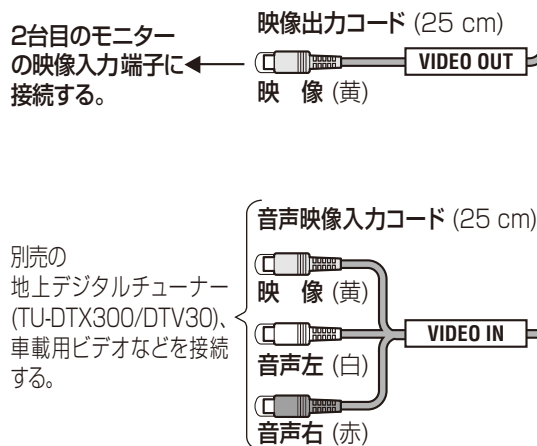 2台目のモニター
の映像入力端子に
接続する。
映像出力コード (25 cm)
VIDEO OUT
映 像 (黄)
別売の
地上デジタルチューナー
(TU-DTX300/DTV30)、
車載用ビデオなどを接続
する。
音声映像入力コード (25 cm)
映 像 (黄)
音声左 (白)
VIDEO IN
音声右 (赤)